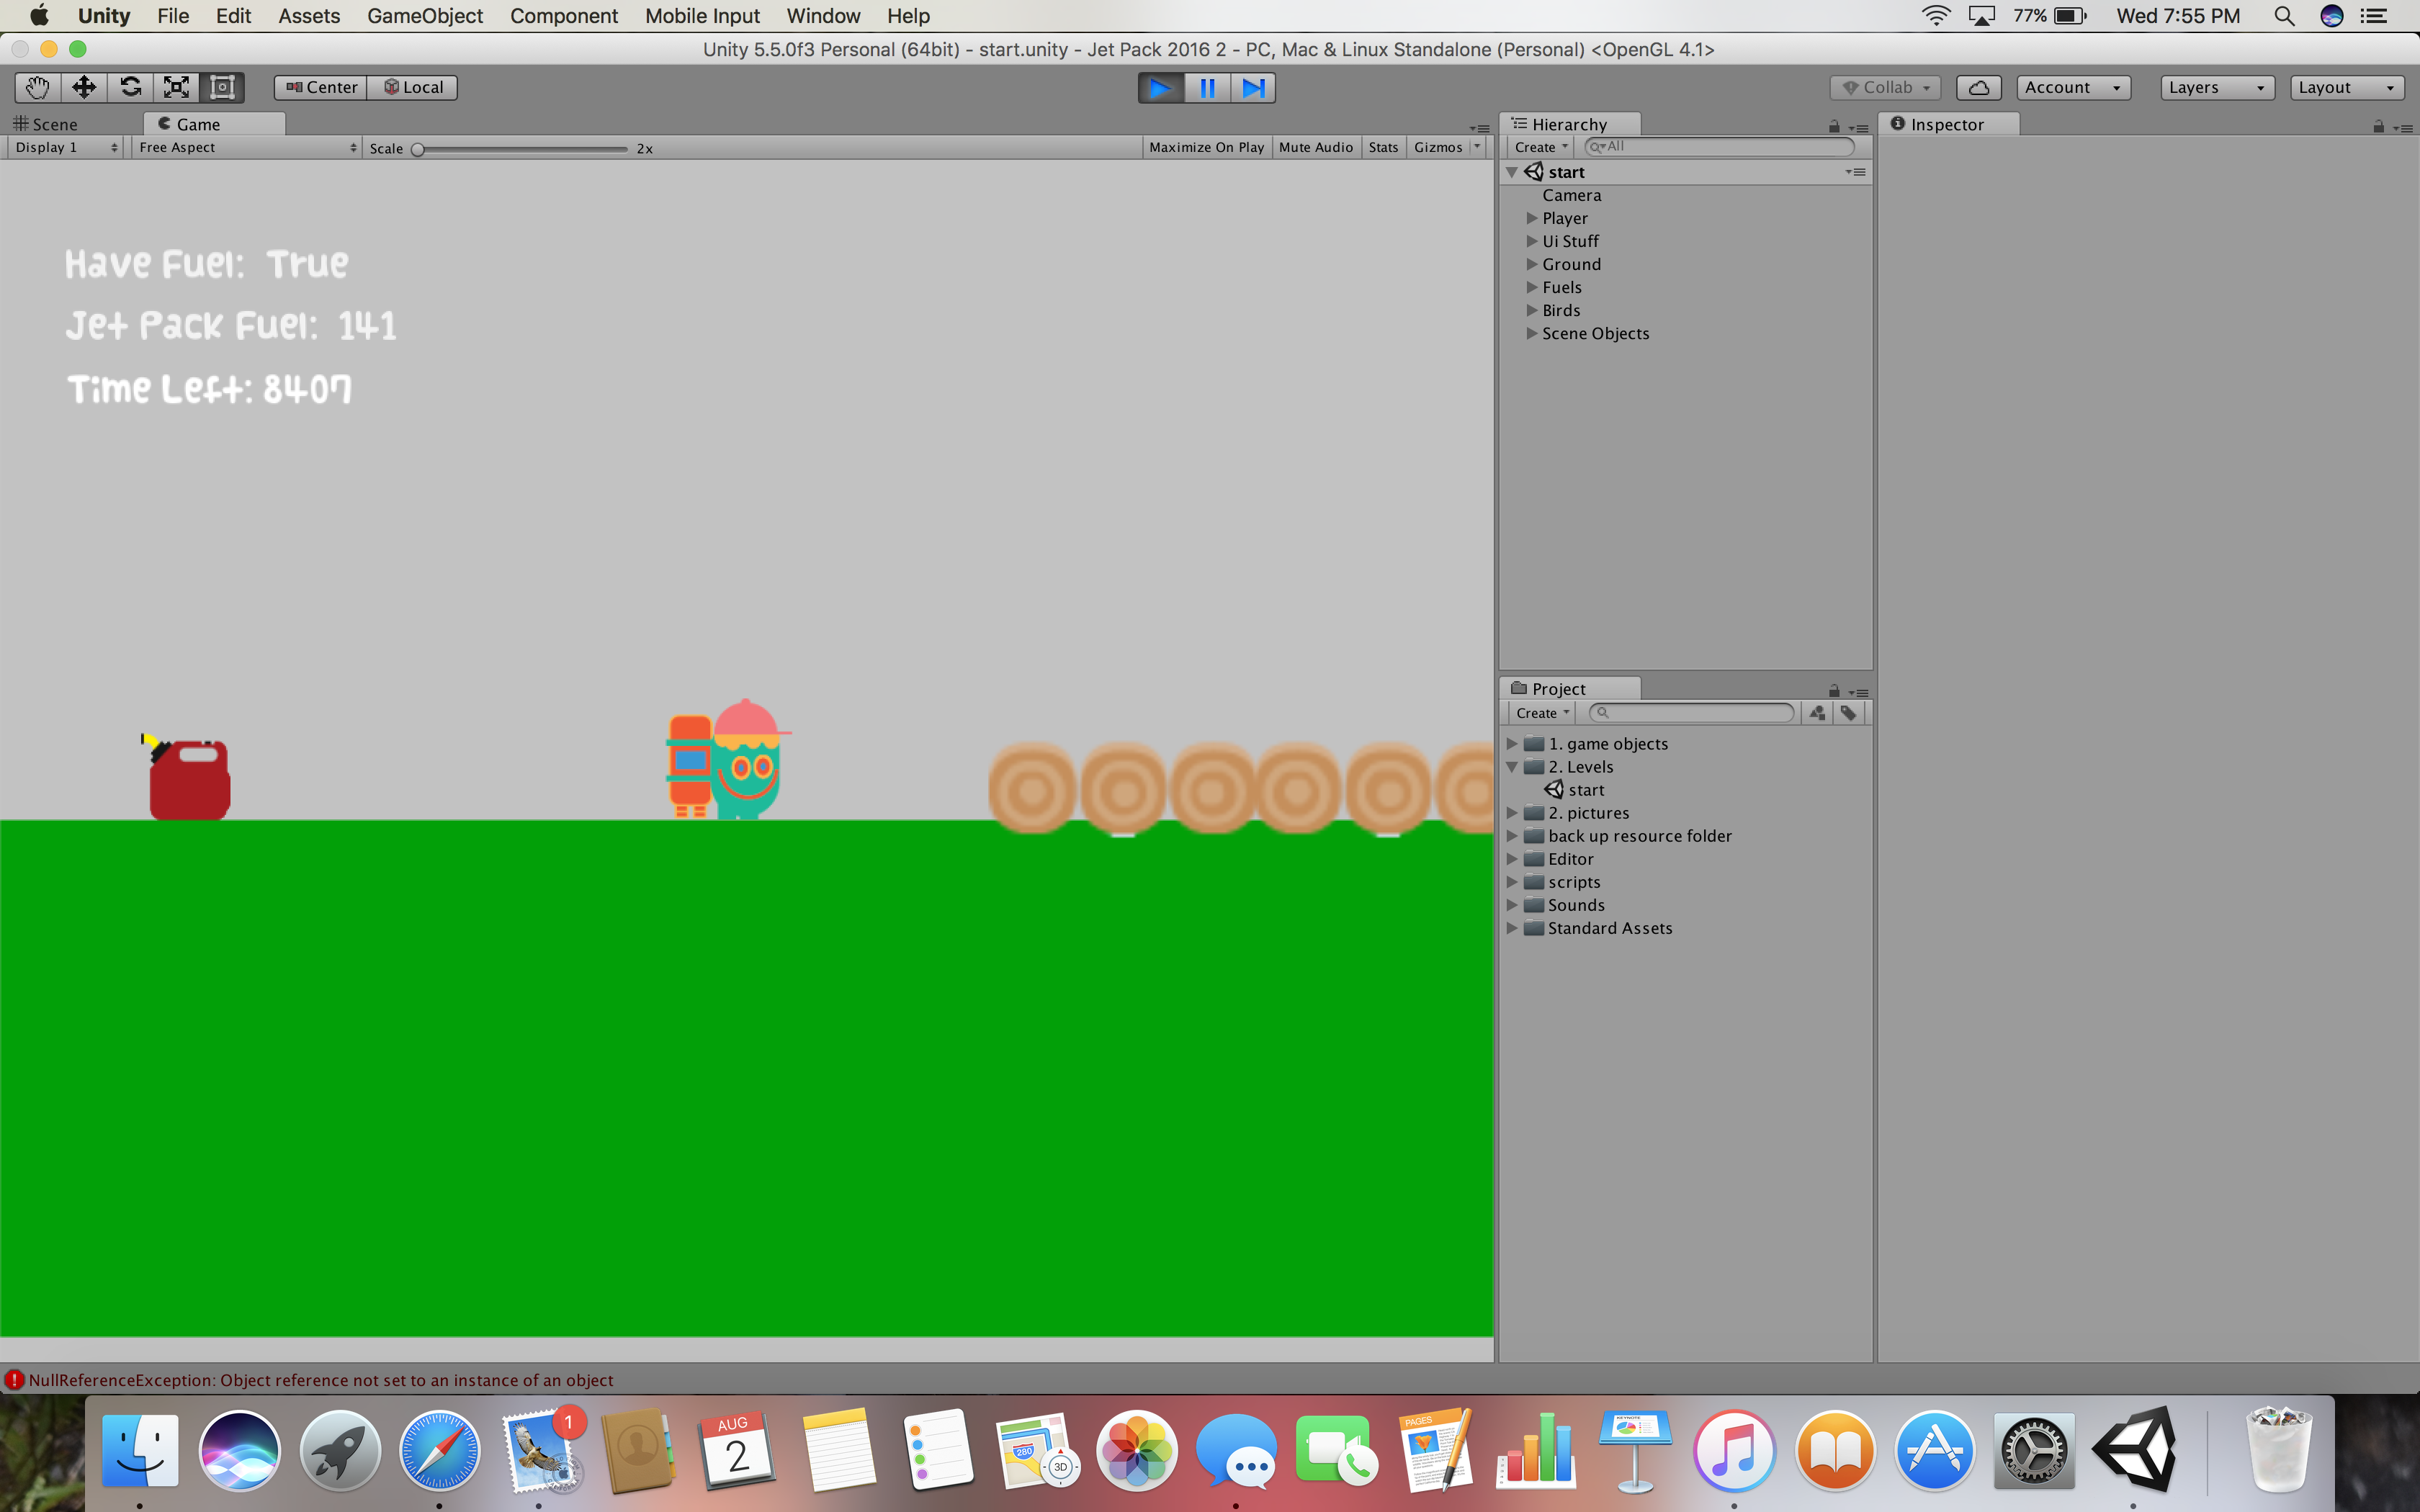 Unity File Edit Assets GameObject Component Mobile Input Window Help 77% Wed 7:55 PM
Unity 5.5.0f3 Personal (64bit) - start.unity - Jet Pack 2016 2 - PC, Mac & Linux Standalone (Personal) <OpenGL 4.1>
Center Local Collab Account Layers Layout
Scene Game
Display 1 Free Aspect Scale 2x Maximize On Play Mute Audio Stats Gizmos
Have Fuel: True
Jet Pack Fuel: 141
Time Left: 8407
Hierarchy
Create All
start
Camera
Player
Ui Stuff
Ground
Fuels
Birds
Scene Objects
Inspector
Project
Create
1. game objects
2. Levels
start
2. pictures
back up resource folder
Editor
scripts
Sounds
Standard Assets
NullReferenceException: Object reference not set to an instance of an object
1
AUG
2
280
3D
PAGES
KEYNOTE